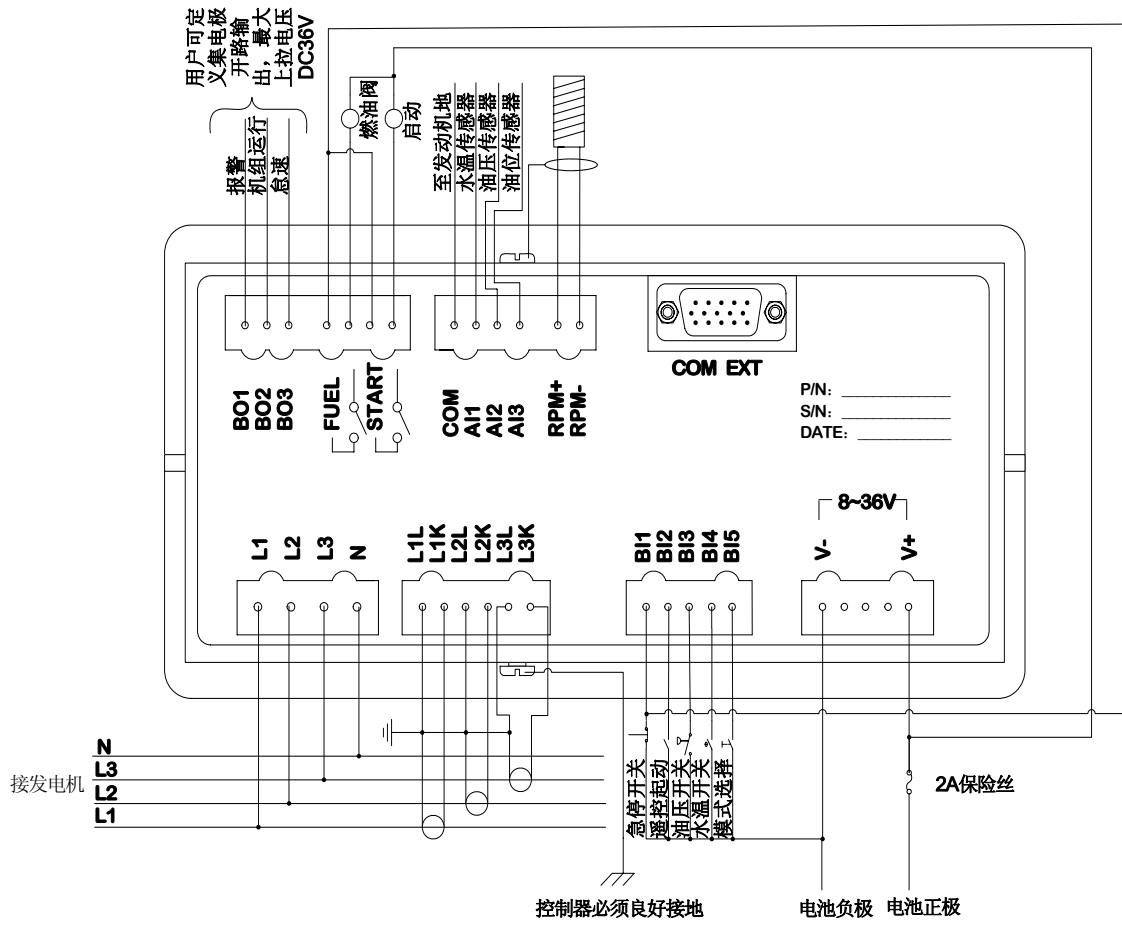 用户可定
义集电极
开路输
出，最大
上拉电压
DC36V
报警
机组运行
怠速
燃油阀
启动
至发动机地
水温传感器
油压传感器
油位传感器
BO1
BO2
BO3
FUEL
START
COM
AI1
AI2
AI3
RPM+
RPM-
COM EXT
P/N:
S/N:
DATE:
8~36V
L1
L2
L3
N
L1L
L1K
L2L
L2K
L3L
L3K
BI1
BI2
BI3
BI4
BI5
V-
V+
接发电机
N
L3
L2
L1
急停开关
遥控起动
油压开关
水温开关
模式选择
2A保险丝
控制器必须良好接地
电池负极
电池正极